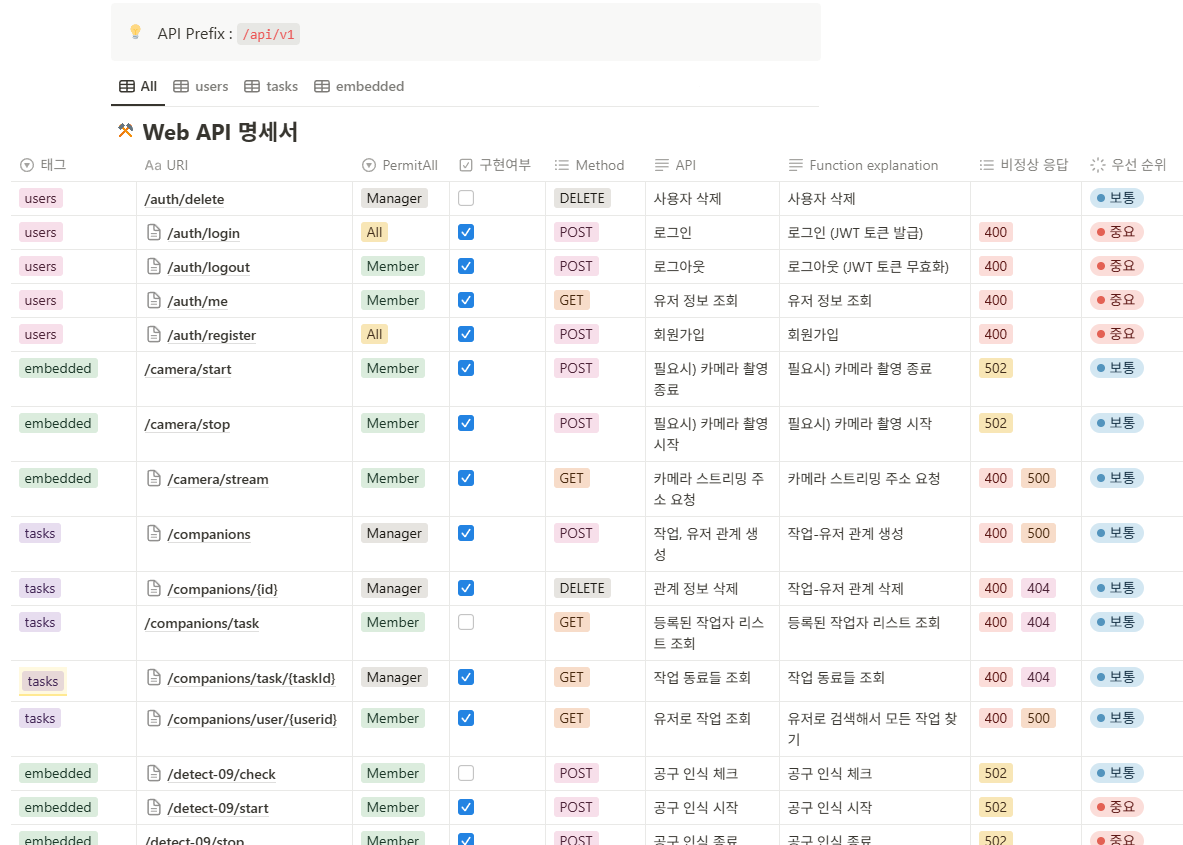 API Prefix : /api/v1
All users tasks embedded
Web API 명세서
태그 Aa URI PermitAll 구현여부 Method API Function explanation 비정상 응답 우선 순위
users /auth/delete Manager DELETE 사용자 삭제 사용자 삭제 보통
users /auth/login All POST 로그인 로그인 (JWT 토큰 발급) 400 중요
users /auth/logout Member POST 로그아웃 로그아웃 (JWT 토큰 무효화) 400 중요
users /auth/me Member GET 유저 정보 조회 유저 정보 조회 400 중요
users /auth/register All POST 회원가입 회원가입 400 중요
embedded /camera/start Member POST 필요시) 카메라 촬영 필요시) 카메라 촬영 종료 502 보통
종료
embedded /camera/stop Member POST 필요시) 카메라 촬영 필요시) 카메라 촬영 시작 502 보통
시작
embedded /camera/stream Member GET 카메라 스트리밍 주 카메라 스트리밍 주소 요청 400 500 보통
소 요청
tasks /companions Manager POST 작업, 유저 관계 생 작업-유저 관계 생성 400 500 보통
성
tasks /companions/{id} Manager DELETE 관계 정보 삭제 작업-유저 관계 삭제 400 404 보통
tasks /companions/task Member GET 등록된 작업자 리스 등록된 작업자 리스트 조회 400 404 보통
트 조회
tasks /companions/task/{taskId} Manager GET 작업 동료들 조회 작업 동료들 조회 400 404 보통
tasks /companions/user/{userid} Member GET 유저로 작업 조회 유저로 검색해서 모든 작업 찾 400 500 보통
기
embedded /detect-09/check Member POST 공구 인식 체크 공구 인식 체크 502 보통
embedded /detect-09/start Member POST 공구 인식 시작 공구 인식 시작 502 중요
embedded /detect-09/stop Member POST 공구 인식 종료 공구 인식 종료 502 중요